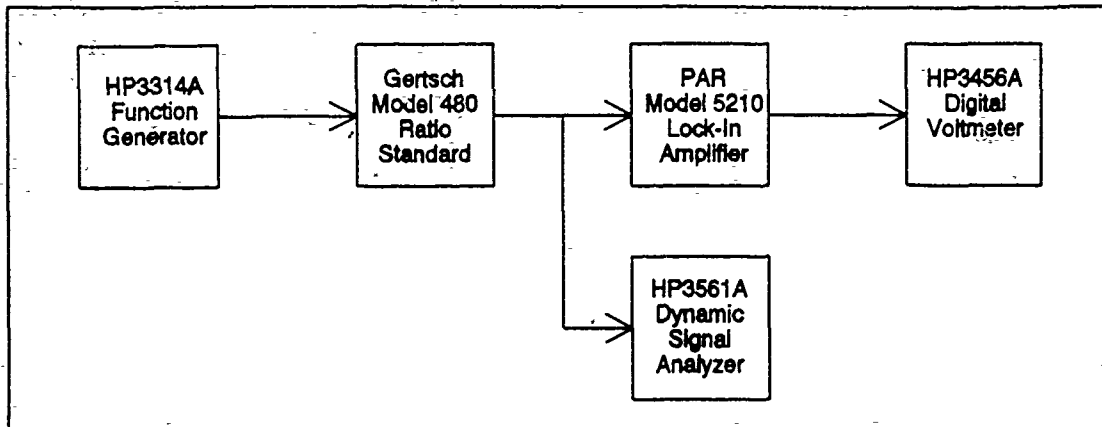 HP3314A
Function
Generator
Gertsch
Model 480
Ratio
Standard
PAR
Model 5210
Lock-In
Amplifier
HP3456A
Digital
Voltmeter
HP3561A
Dynamic
Signal
Analyzer